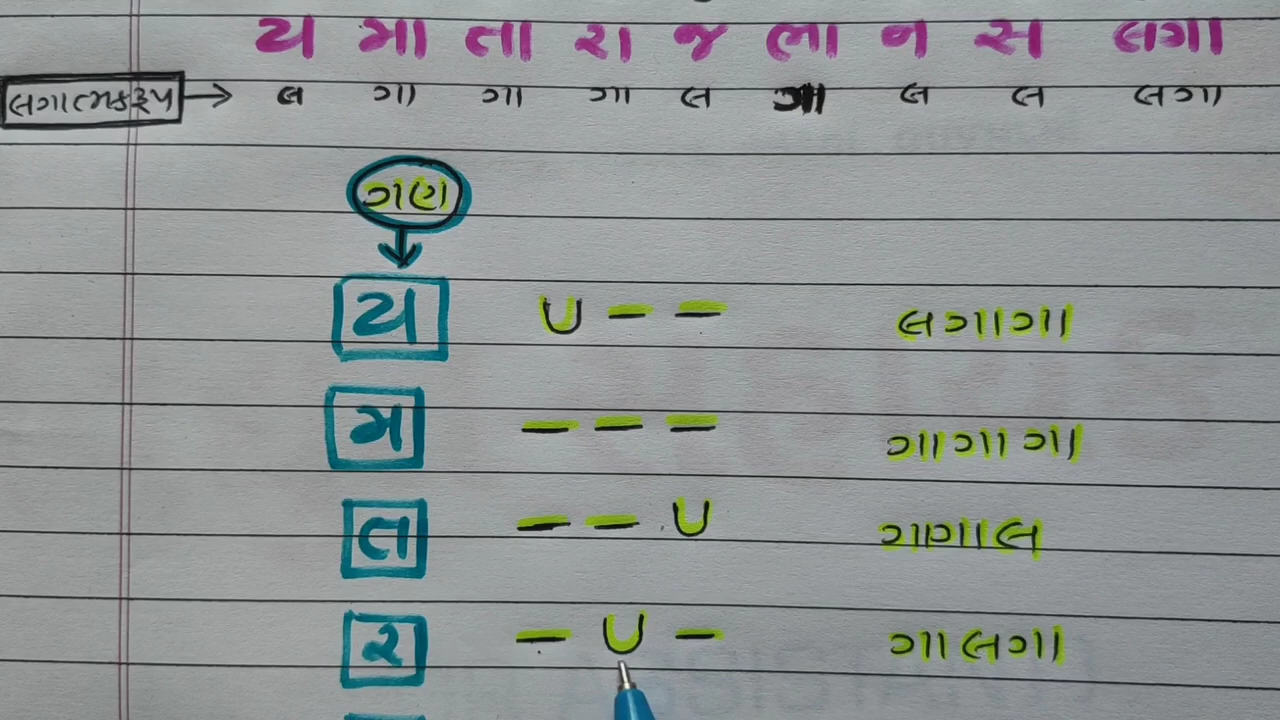 ય મા તા રા જ ભા ન સ લગા
લગાત્મકરૂપ → લ ગા ગા ગા લ ગા લ લ લગા
ગણ
ય U – – લગાગા
મ – – – ગાગાગા
ત – – U ગાગાલ
ર – U – ગાલગા